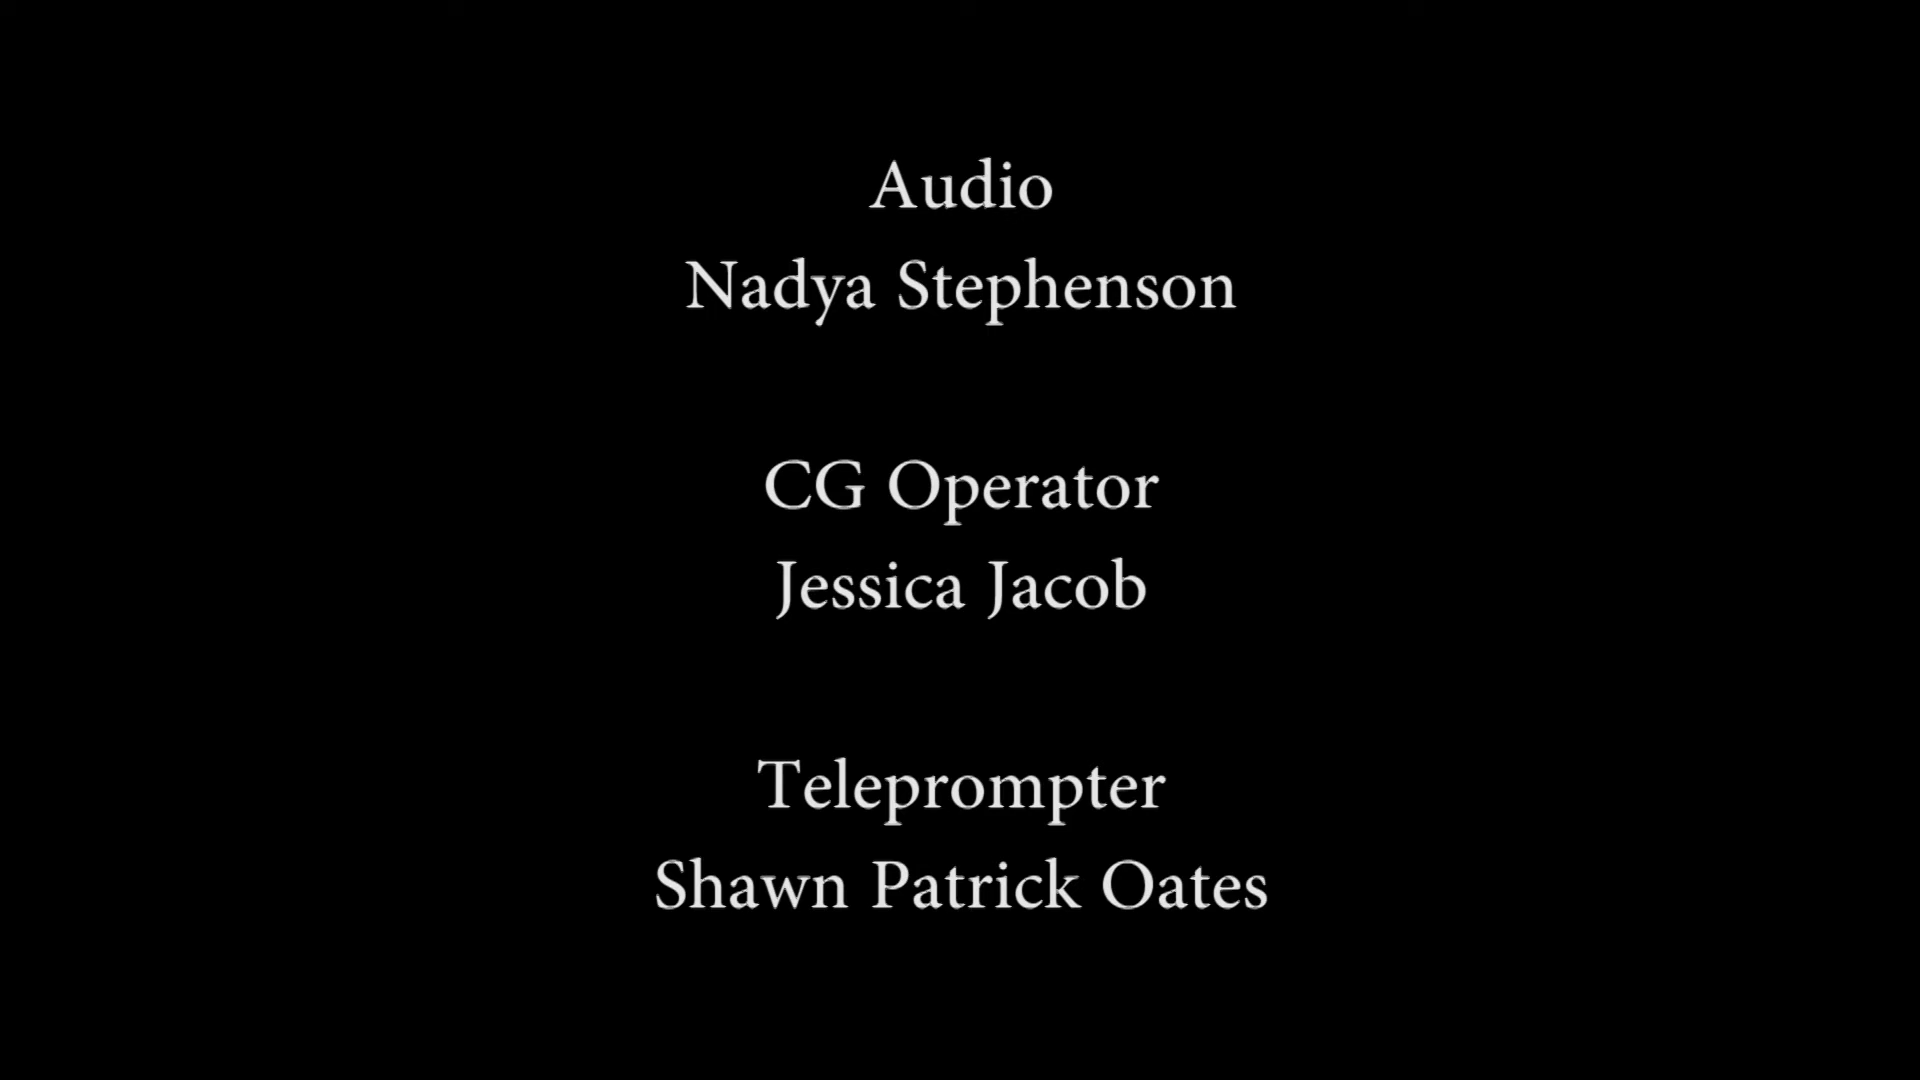 Audio
Nadya Stephenson
CG Operator
Jessica Jacob
Teleprompter
Shawn Patrick Oates